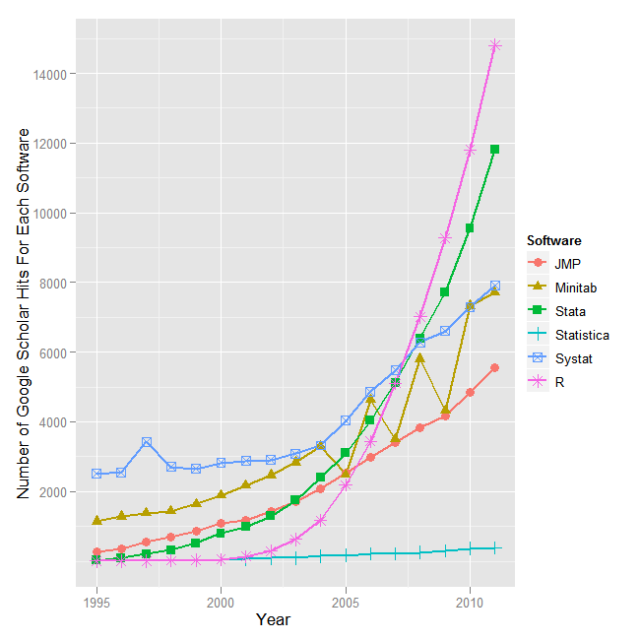 Number of Google Scholar Hits For Each Software
14000
12000
10000
8000
6000
4000
2000
1995
2000
2005
2010
Year
Software
JMP
Minitab
Stata
Statistica
Systat
R